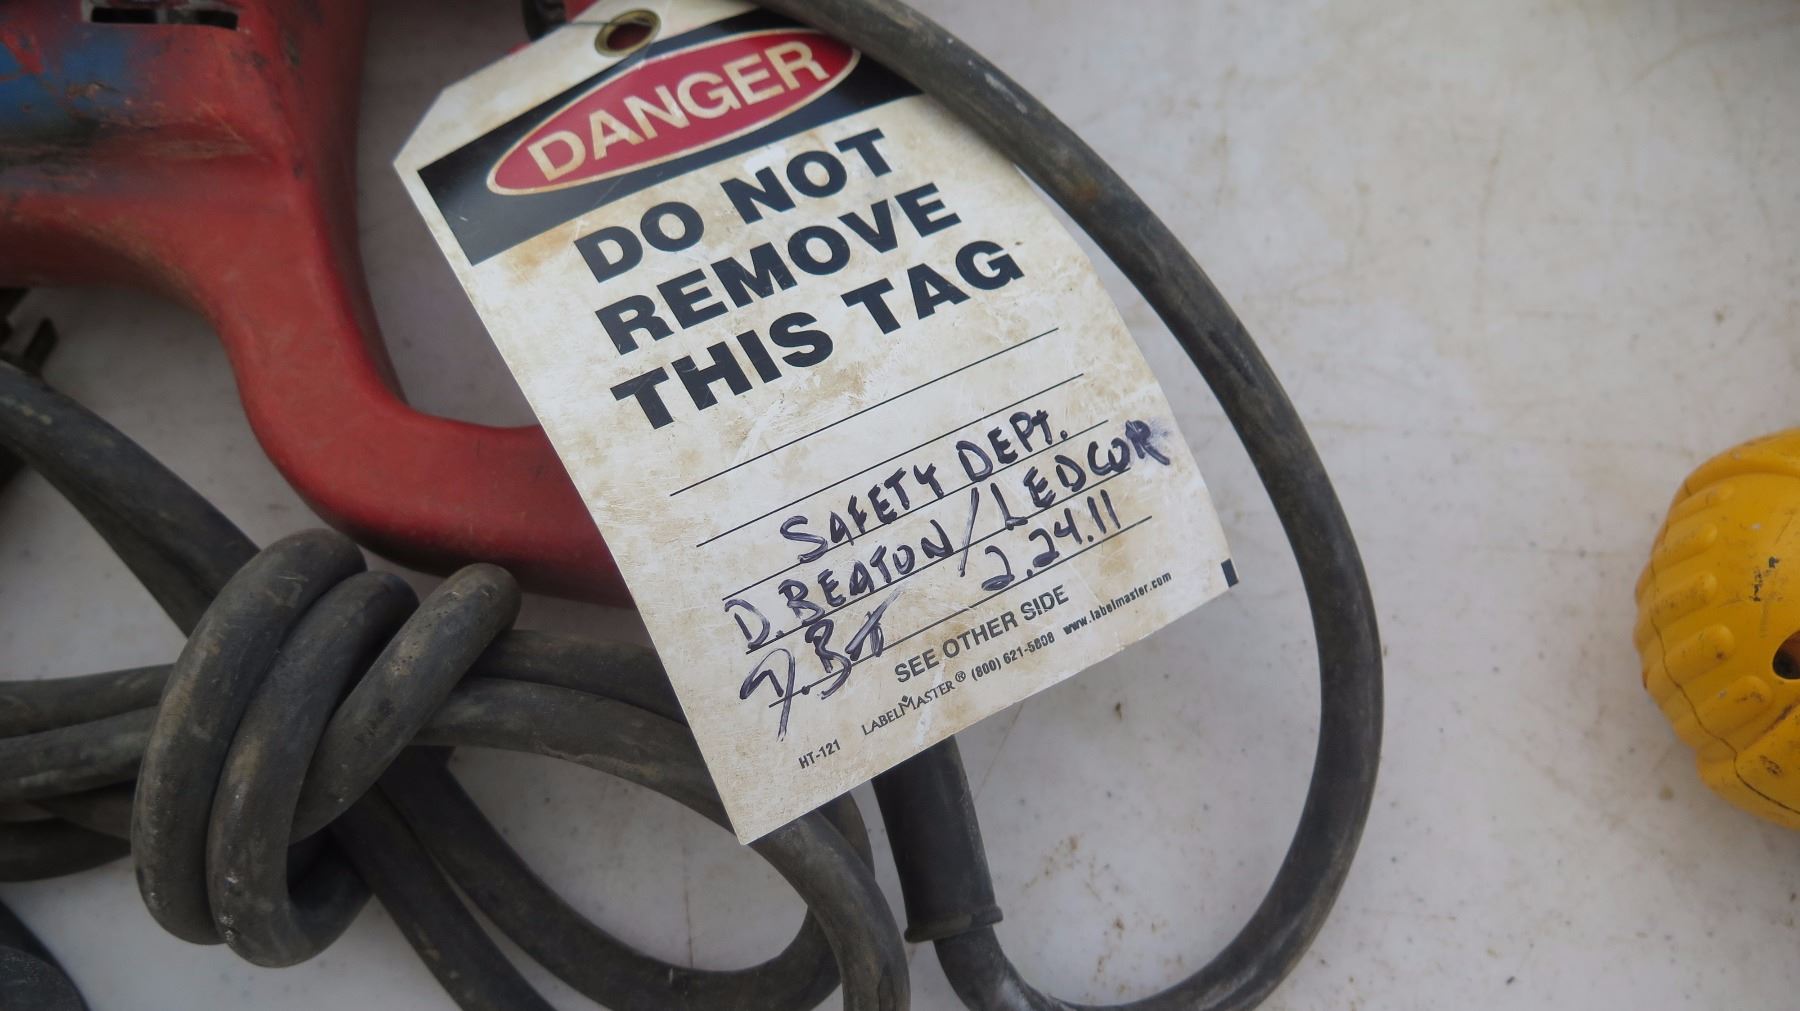 DANGER
DO NOT
REMOVE
THIS TAG
SAFETY DEPT.
D. BEATON / LEDCOR
D.B 2.24.11
SEE OTHER SIDE
HT-121 LABELMASTER® (800) 621-5808 www.labelmaster.com